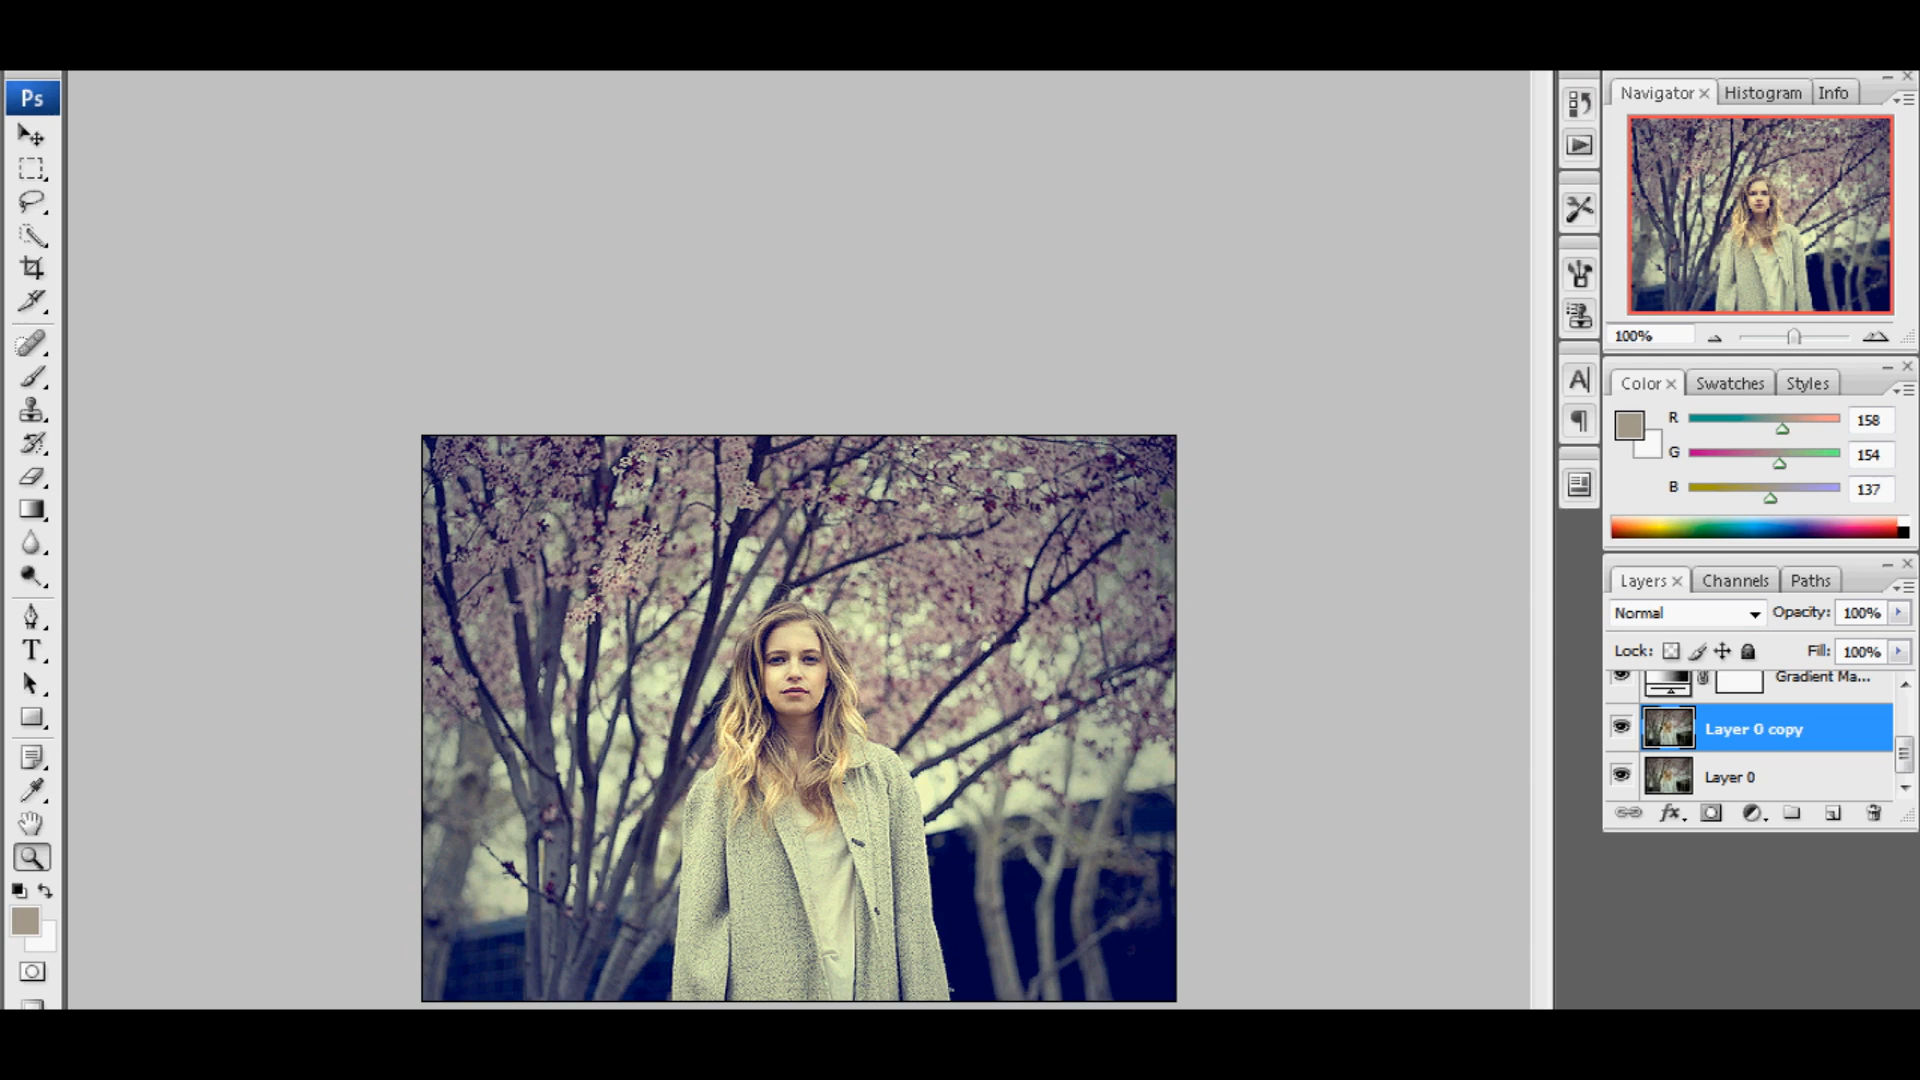 Ps
T
Navigator
Histogram
Info
100%
Color
Swatches
Styles
R
158
G
154
B
137
A
¶
Layers
Channels
Paths
Normal
Opacity:
100%
Lock:
Fill:
100%
Gradient Ma...
Layer 0 copy
Layer 0
fx